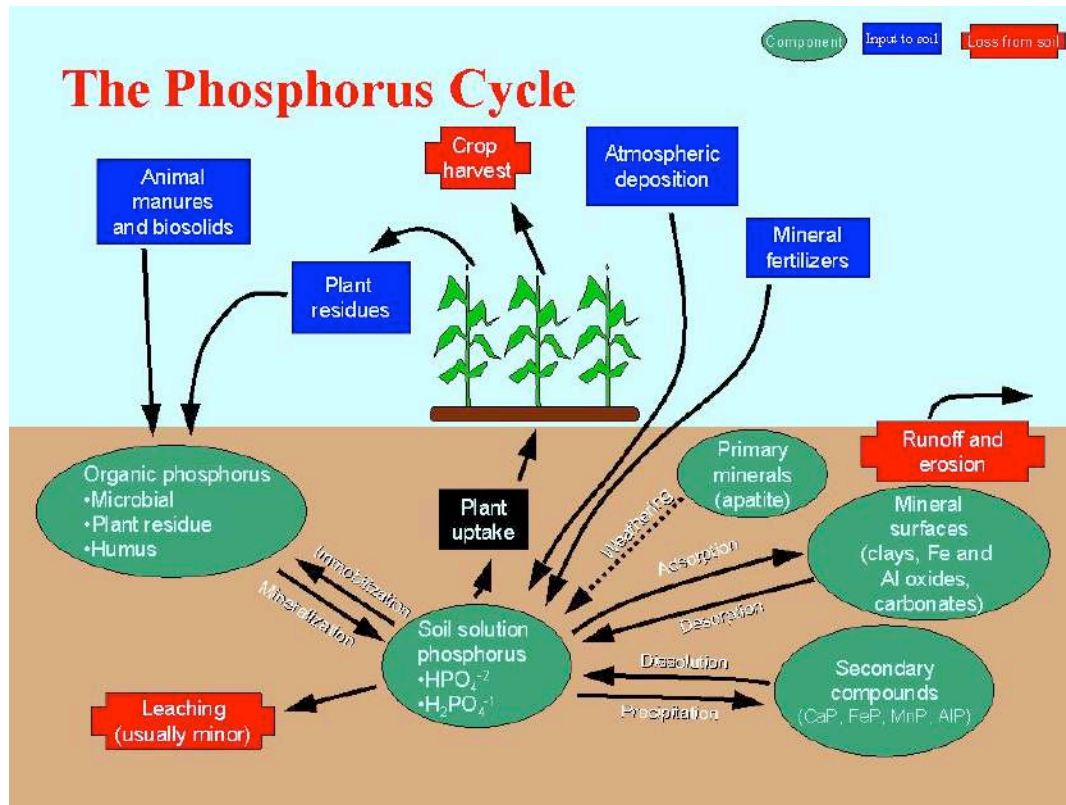 Component
Input to soil
Loss from soil
The Phosphorus Cycle
Crop
harvest
Atmospheric
deposition
Animal
manures
and biosolids
Mineral
fertilizers
Plant
residues
Runoff and
erosion
Primary
minerals
(apatite)
Organic phosphorus
•Microbial
•Plant residue
•Humus
Plant
uptake
Weathering
Mineral
surfaces
(clays, Fe and
Al oxides,
carbonates)
Adsorption
Desorption
Immobilization
Mineralization
Soil solution
phosphorus
•HPO₄⁻²
•H₂PO₄⁻¹
Dissolution
Precipitation
Secondary
compounds
(CaP, FeP, MnP, AlP)
Leaching
(usually minor)